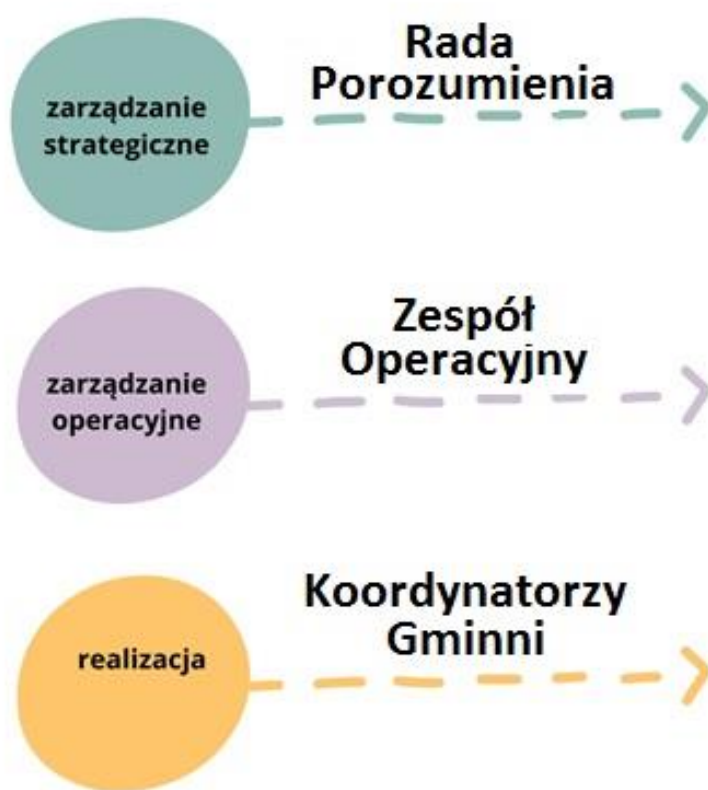 zarządzanie
strategiczne
Rada
Porozumienia
zarządzanie
operacyjne
Zespół
Operacyjny
realizacja
Koordynatorzy
Gminni